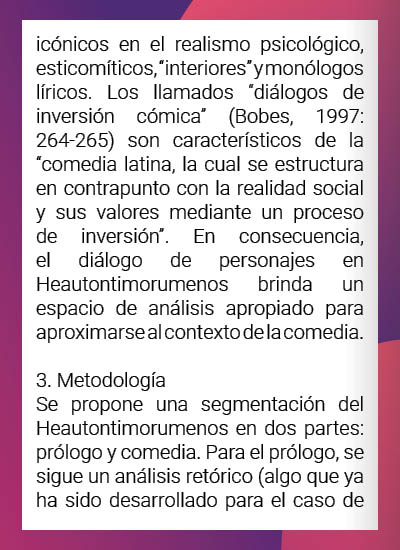 icónicos en el realismo psicológico,
esticomíticos, “interiores” y monólogos
líricos. Los llamados “diálogos de
inversión cómica” (Bobes, 1997:
264-265) son característicos de la
“comedia latina, la cual se estructura
en contrapunto con la realidad social
y sus valores mediante un proceso
de inversión”. En consecuencia,
el diálogo de personajes en
Heautontimorumenos brinda un
espacio de análisis apropiado para
aproximarse al contexto de la comedia.

3. Metodología
Se propone una segmentación del
Heautontimorumenos en dos partes:
prólogo y comedia. Para el prólogo, se
sigue un análisis retórico (algo que ya
ha sido desarrollado para el caso de